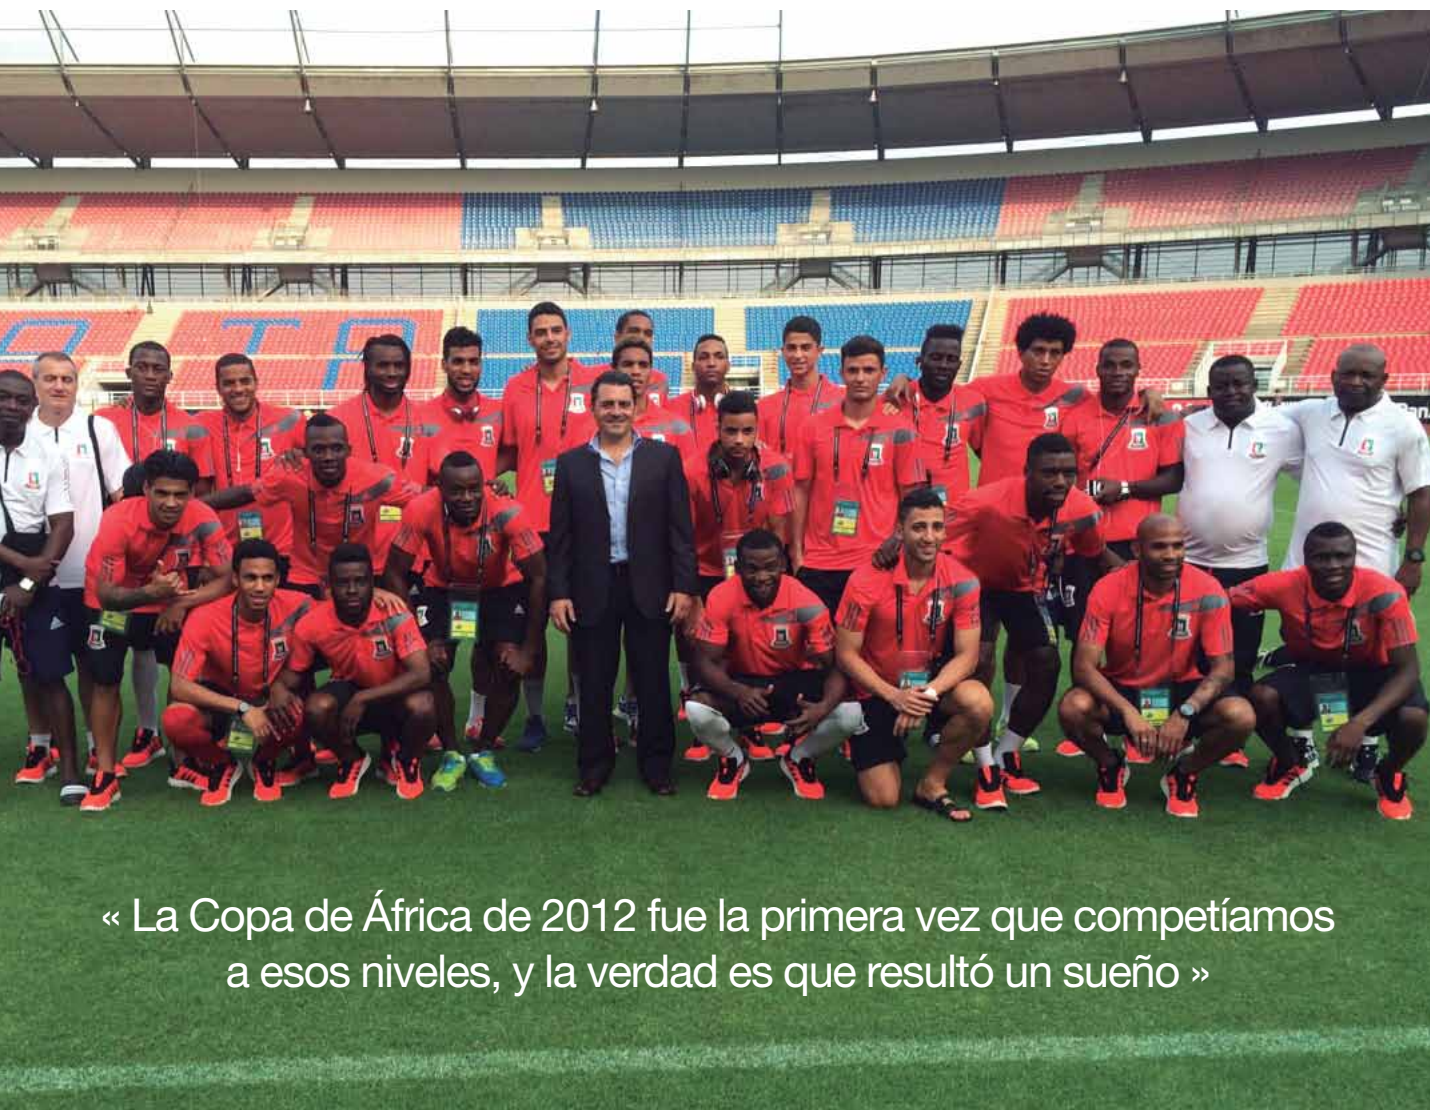 « La Copa de África de 2012 fue la primera vez que competíamos
a esos niveles, y la verdad es que resultó un sueño »